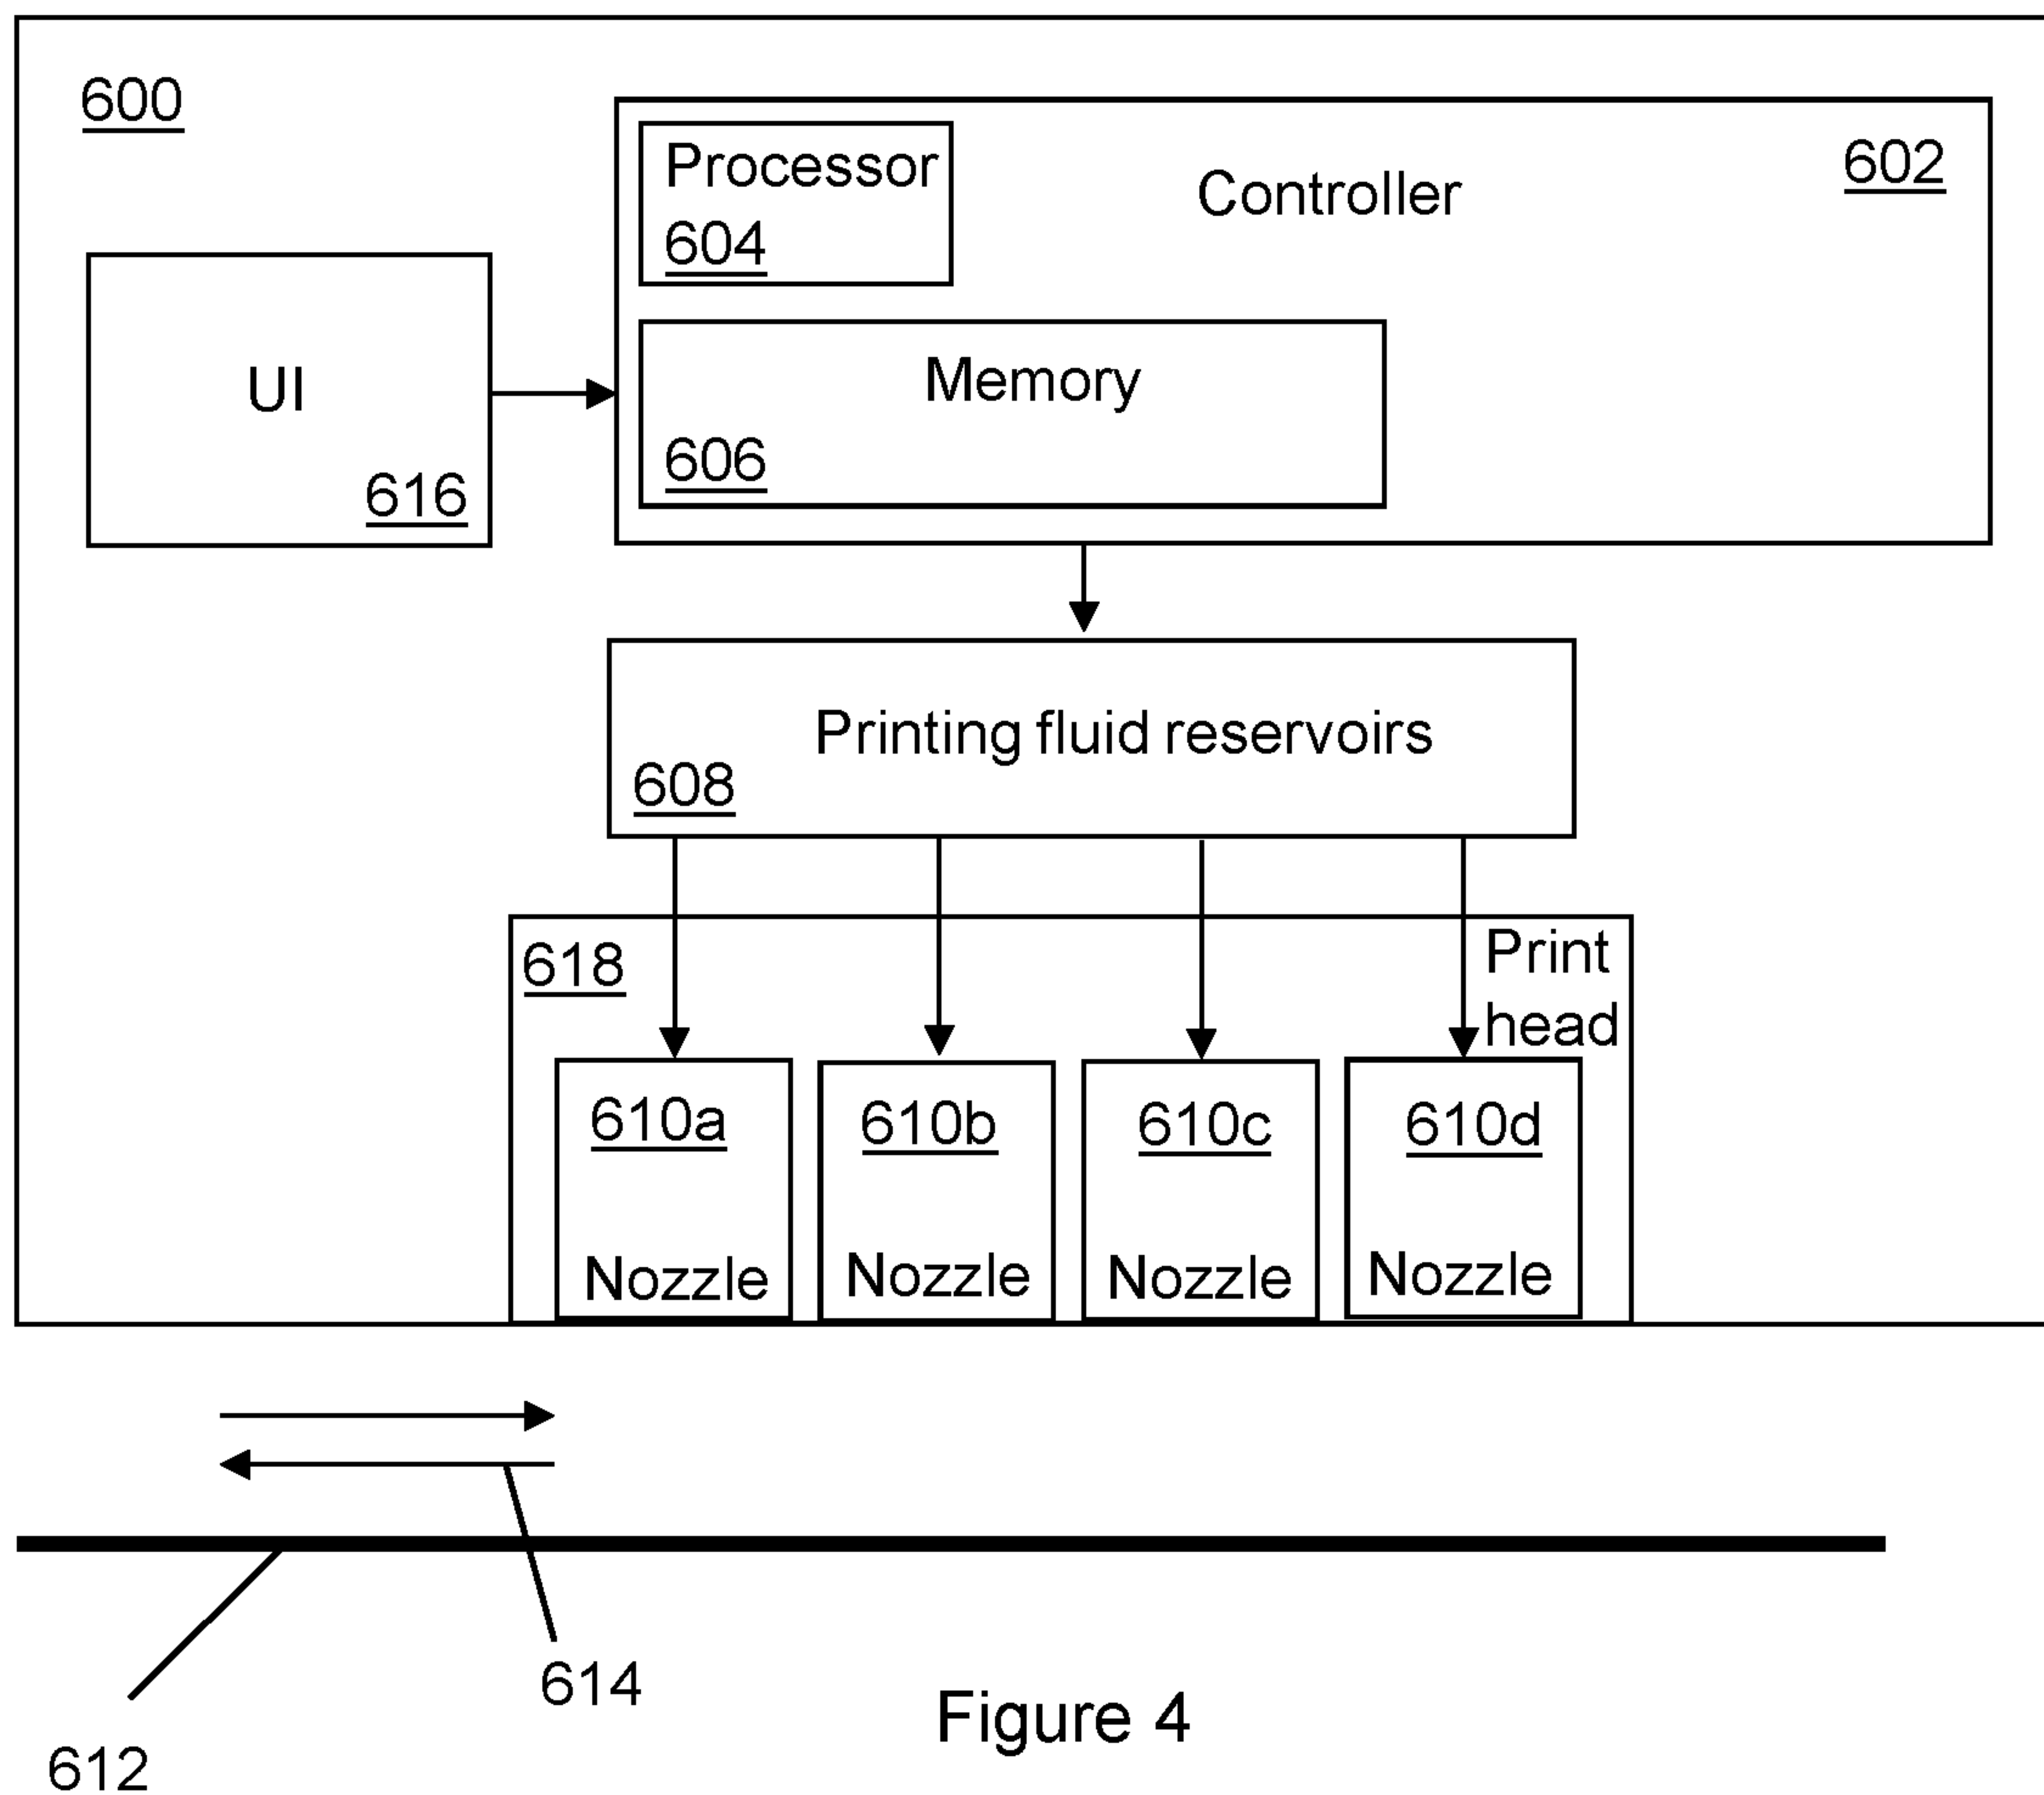 600
Processor
604
Controller
602
UI
616
Memory
606
Printing fluid reservoirs
608
618
Print
head
610a
Nozzle
610b
Nozzle
610c
Nozzle
610d
Nozzle
614
612
Figure 4